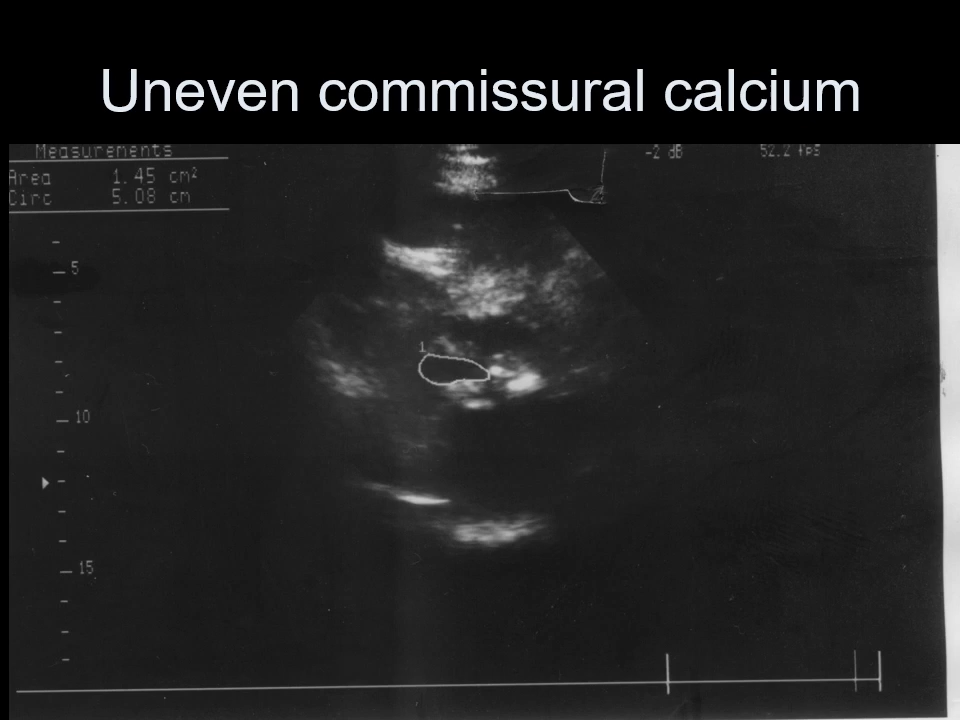 Uneven commissural calcium
Measurements
-2 dB
52.2 fps
Area 1.45 cm²
Circ 5.08 cm
5
1
10
15